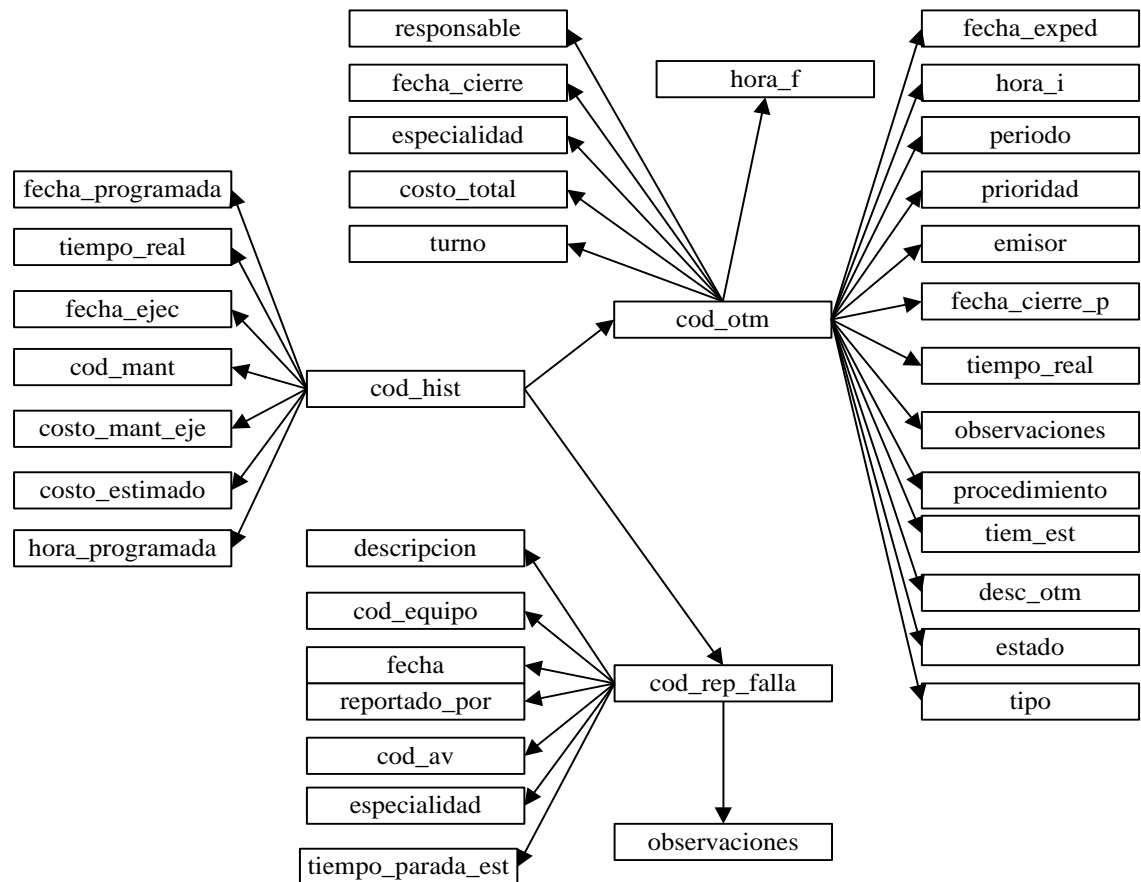 responsable
fecha_exped
fecha_cierre
hora_f
hora_i
especialidad
periodo
fecha_programada
costo_total
prioridad
tiempo_real
turno
emisor
fecha_ejec
cod_otm
fecha_cierre_p
cod_mant
cod_hist
tiempo_real
costo_mant_eje
observaciones
costo_estimado
procedimiento
hora_programada
descripcion
tiem_est
cod_equipo
desc_otm
fecha
estado
reportado_por
cod_rep_falla
tipo
cod_av
especialidad
observaciones
tiempo_parada_est